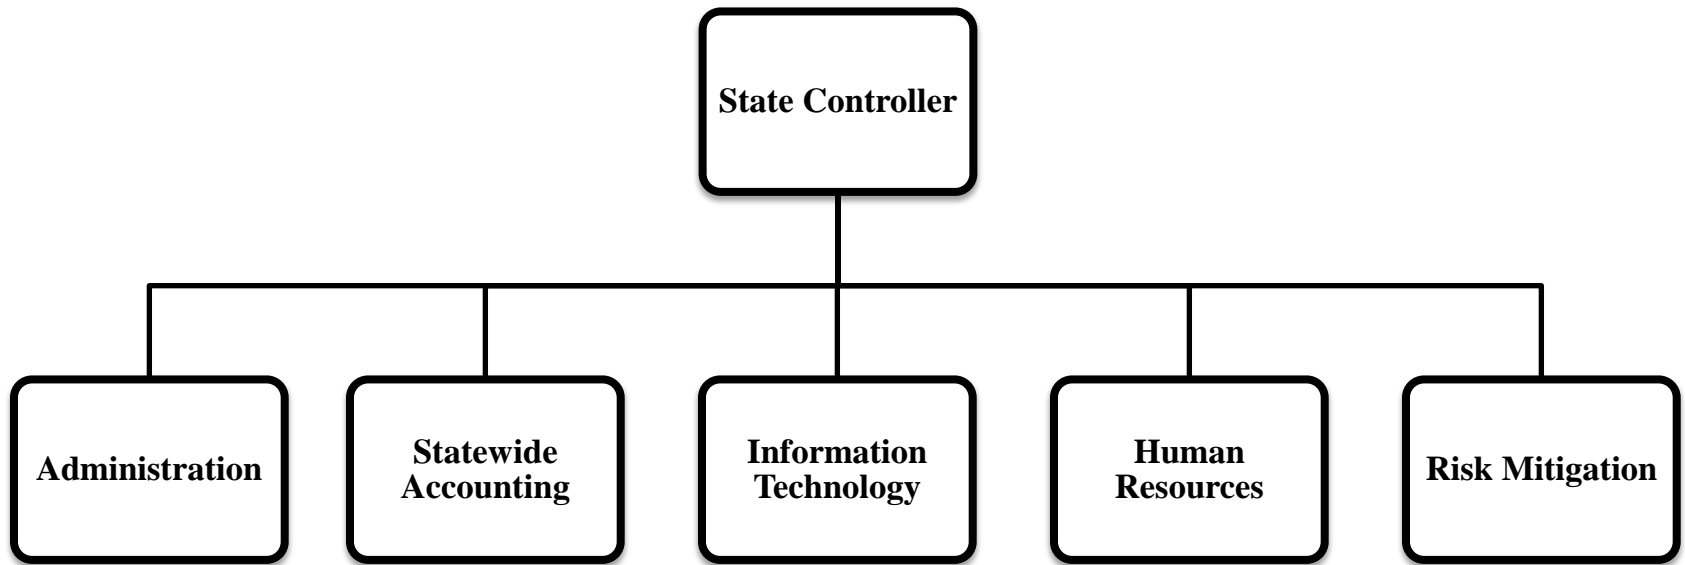 State Controller
Administration
Statewide
Accounting
Information
Technology
Human
Resources
Risk Mitigation